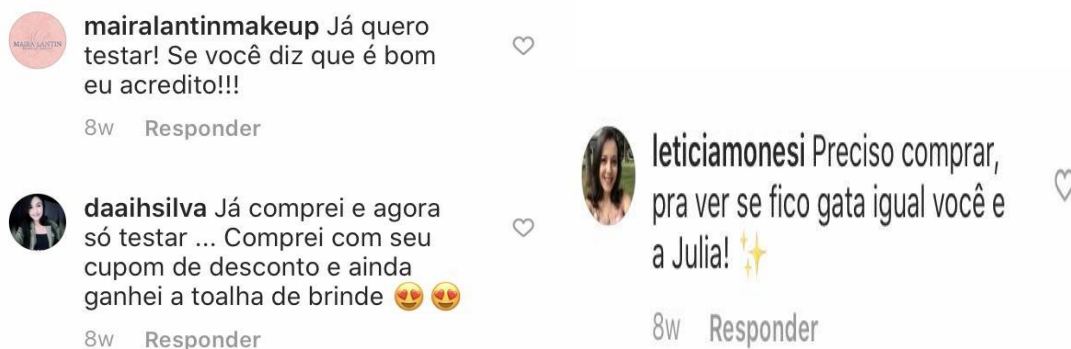 MAIRA LANTIN
mairalantinmakeup Já quero
testar! Se você diz que é bom
eu acredito!!!
8w Responder
daaihsilva Já comprei e agora
só testar ... Comprei com seu
cupom de desconto e ainda
ganhei a toalha de brinde 😍 😍
8w Responder
leticiamonesi Preciso comprar,
pra ver se fico gata igual você e
a Julia! ✨
8w Responder